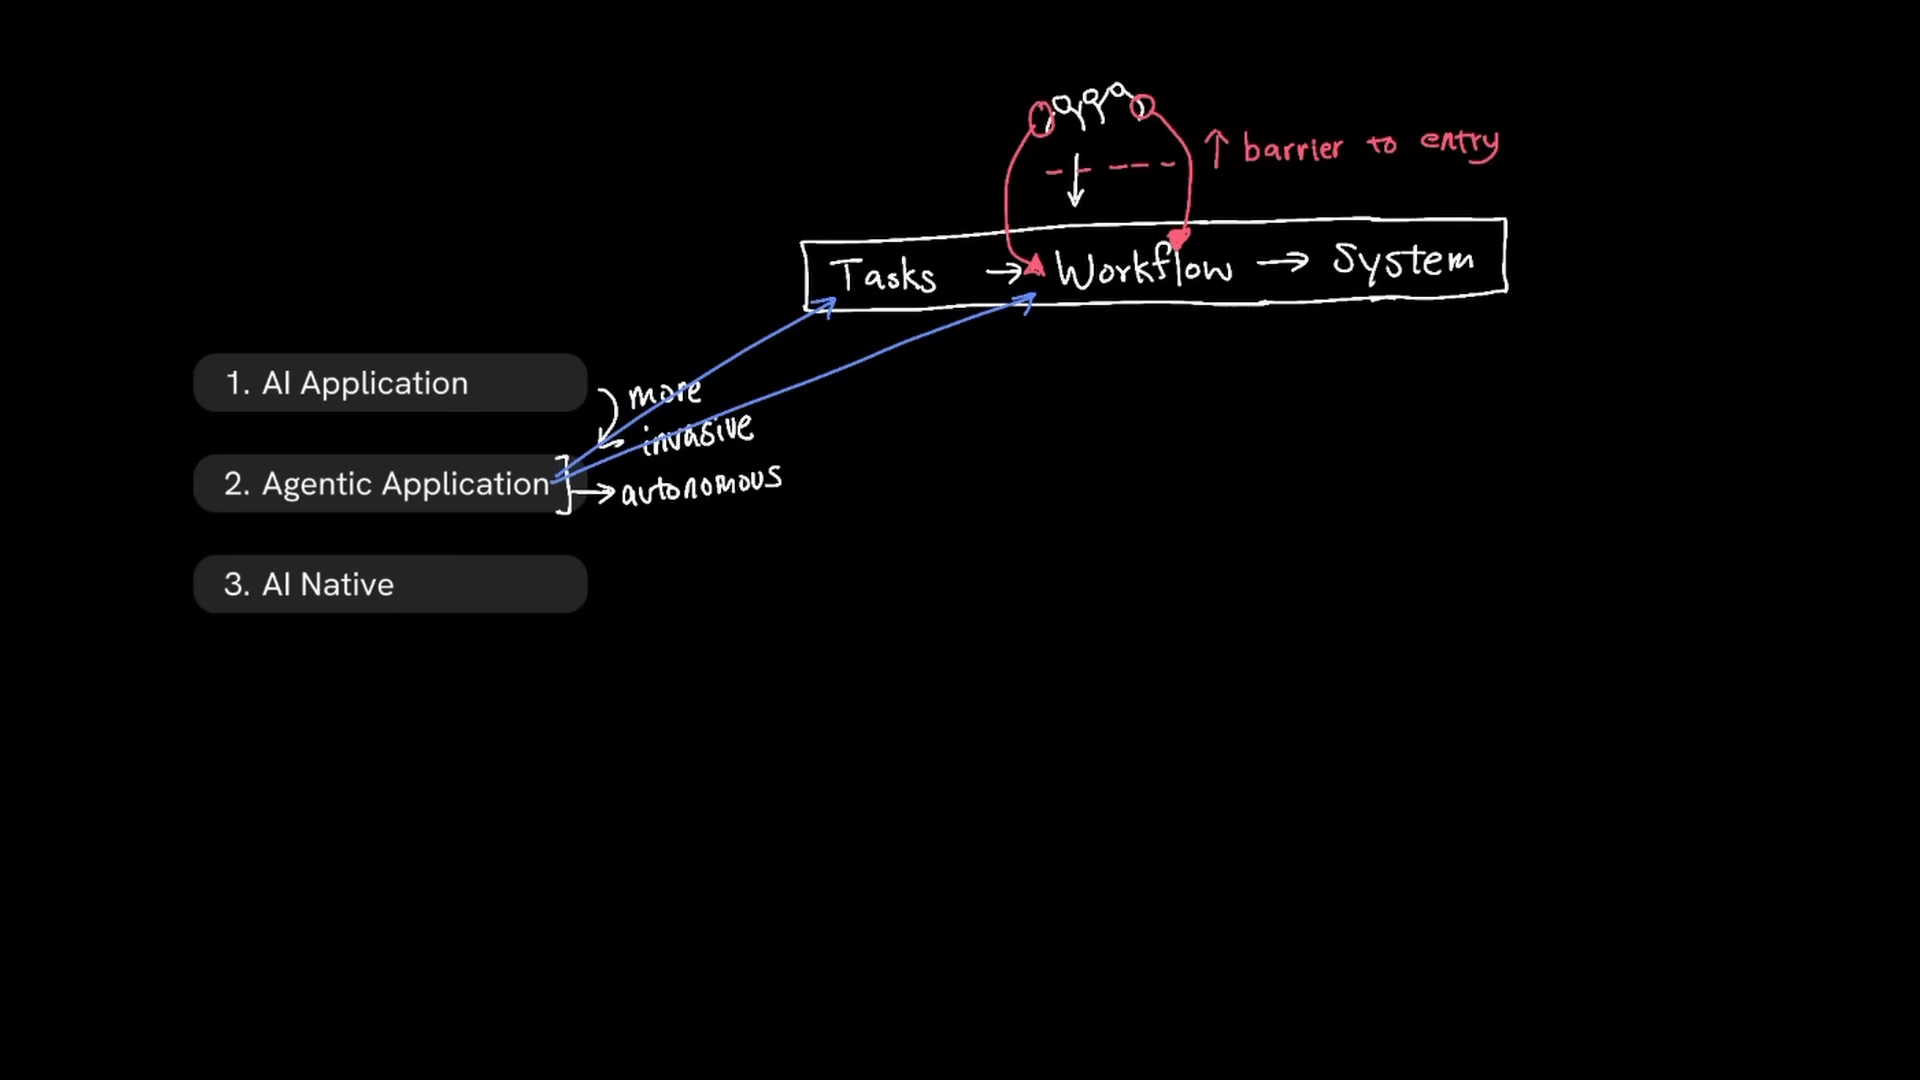 ↑ barrier to entry
Tasks → Workflow → System
1. AI Application
more
invasive
2. Agentic Application
→ autonomous
3. AI Native